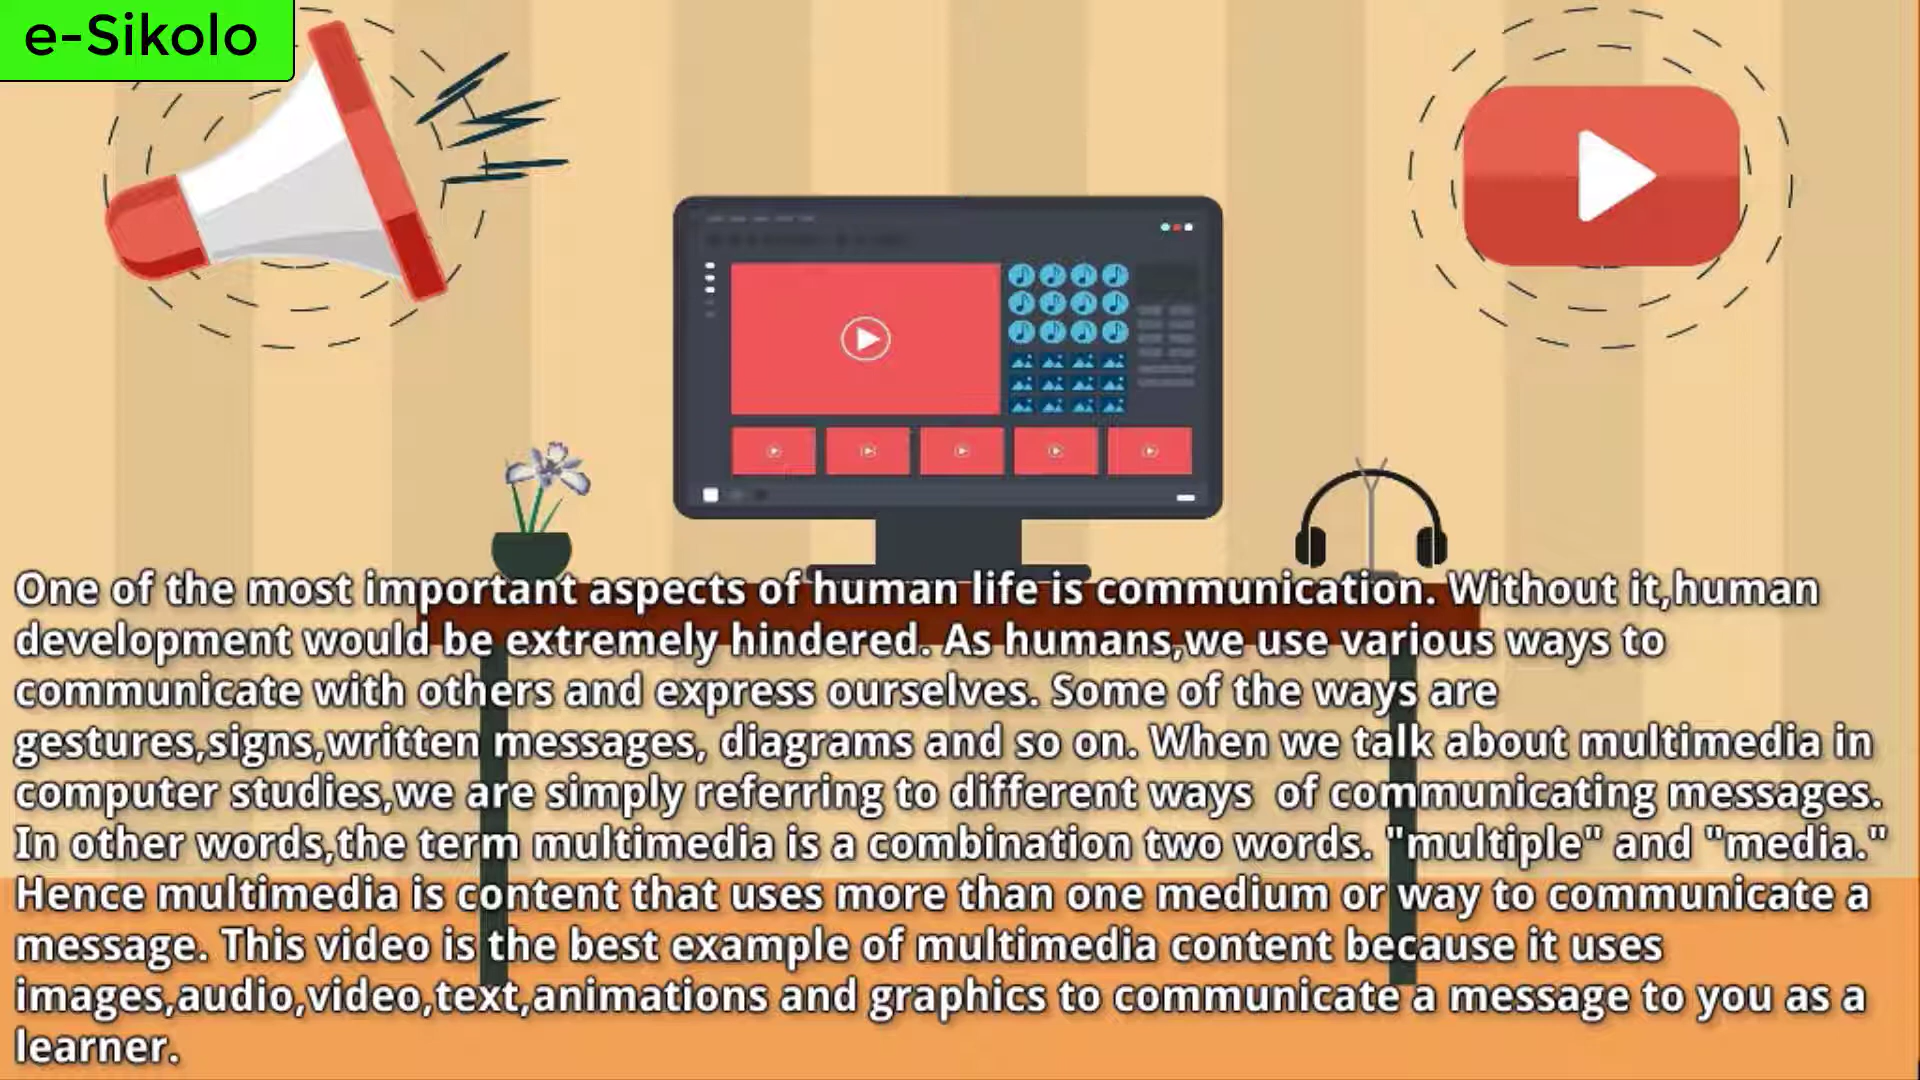 e-Sikolo
One of the most important aspects of human life is communication. Without it,human
development would be extremely hindered. As humans,we use various ways to
communicate with others and express ourselves. Some of the ways are
gestures,signs,written messages, diagrams and so on. When we talk about multimedia in
computer studies,we are simply referring to different ways  of communicating messages.
In other words,the term multimedia is a combination two words. "multiple" and "media."
Hence multimedia is content that uses more than one medium or way to communicate a
message. This video is the best example of multimedia content because it uses
images,audio,video,text,animations and graphics to communicate a message to you as a
learner.